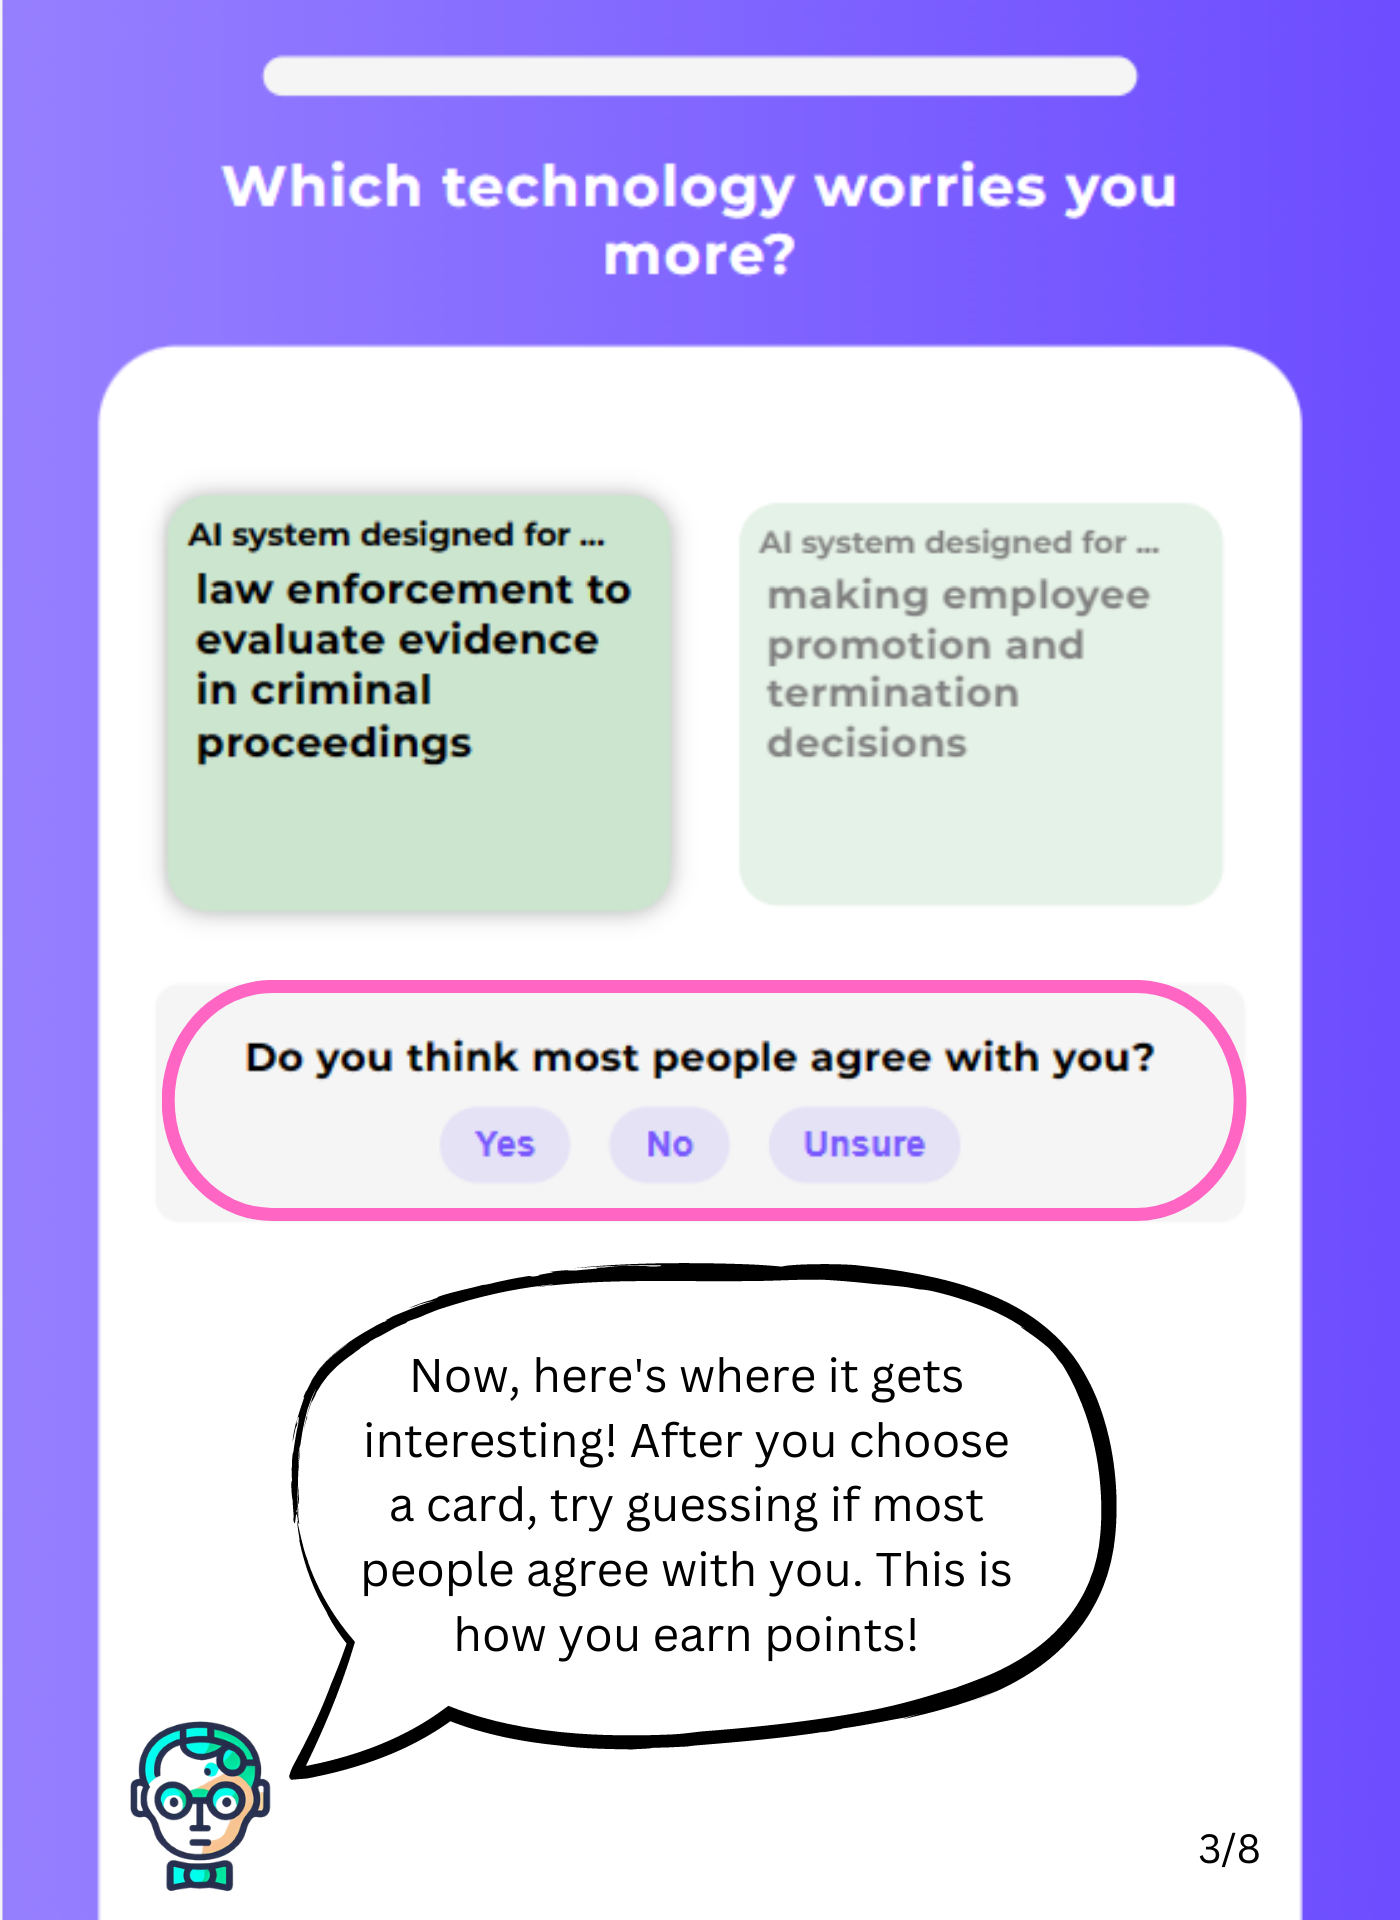 Which technology worries you
more?
AI system designed for ...
law enforcement to
evaluate evidence
in criminal
proceedings
AI system designed for ...
making employee
promotion and
termination
decisions
Do you think most people agree with you?
Yes No Unsure
Now, here's where it gets
interesting! After you choose
a card, try guessing if most
people agree with you. This is
how you earn points!
3/8